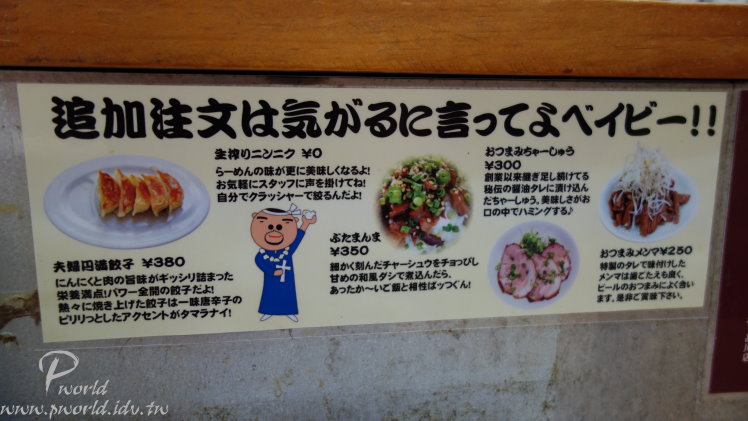 追加注文は気がるに言ってよベイビー!!
生搾りニンニク ¥0
らーめんの味が更に美味しくなるよ!
お気軽にスタッフに声を掛けてね!
自分でクラッシャーで絞るんだよ!
夫婦円満餃子 ¥380
にんにくと肉の旨味がギッシリ詰まった
栄養満点!パワー全開の餃子だよ!
熱々に焼き上げた餃子は一味唐辛子の
ピリリっとしたアクセントがタマラナイ!
ぶたまんま
¥350
細かく刻んだチャーシュウをチョっぴし
甘めの和風ダシで煮込んだら、
あったか〜いご飯と相性ばっつぐん!
おつまみちゃーしゅう
¥300
創業以来継ぎ足し続けてる
秘伝の醤油タレに漬け込ん
だちゃーしゅう。美味しさがお
口の中でハミングする♪
おつまみメンマ¥250
特製のタレで味付けした
メンマは歯ごたえも良く、
ビールのおつまみによく合い
ます。是非ご賞味下さい。
Pworld
www.pworld.idv.tw